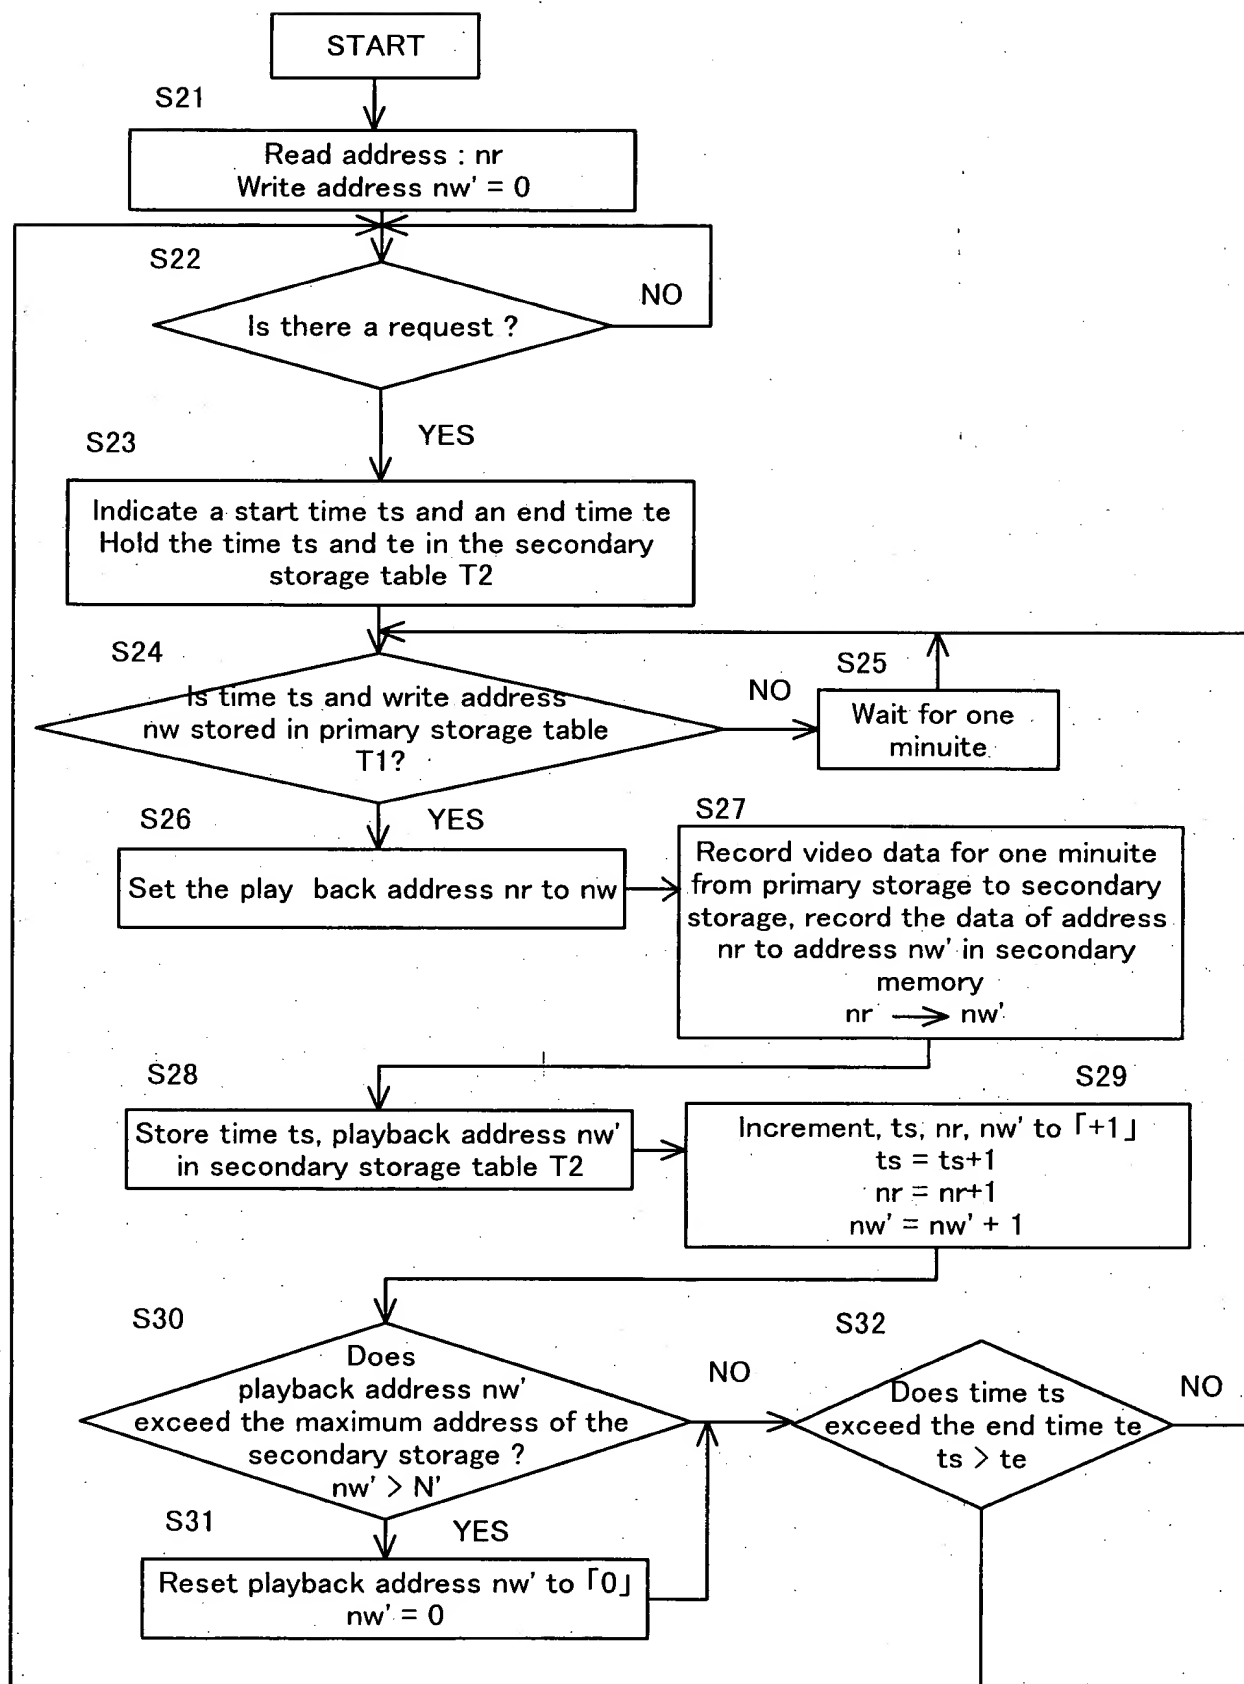 START
S21
Read address : nr
Write address nw' = 0
S22
Is there a request ?
NO
YES
S23
Indicate a start time ts and an end time te
Hold the time ts and te in the secondary
storage table T2
S24
Is time ts and write address
nw stored in primary storage table
T1?
NO
S25
Wait for one
minuite
YES
S26
Set the play back address nr to nw
S27
Record video data for one minuite
from primary storage to secondary
storage, record the data of address
nr to address nw' in secondary
memory
nr → nw'
S28
Store time ts, playback address nw'
in secondary storage table T2
S29
Increment, ts, nr, nw' to「+1」
ts = ts+1
nr = nr+1
nw' = nw' + 1
S30
Does
playback address nw'
exceed the maximum address of the
secondary storage ?
nw' > N'
NO
YES
S31
Reset playback address nw' to「0」
nw' = 0
S32
Does time ts
exceed the end time te
ts > te
NO